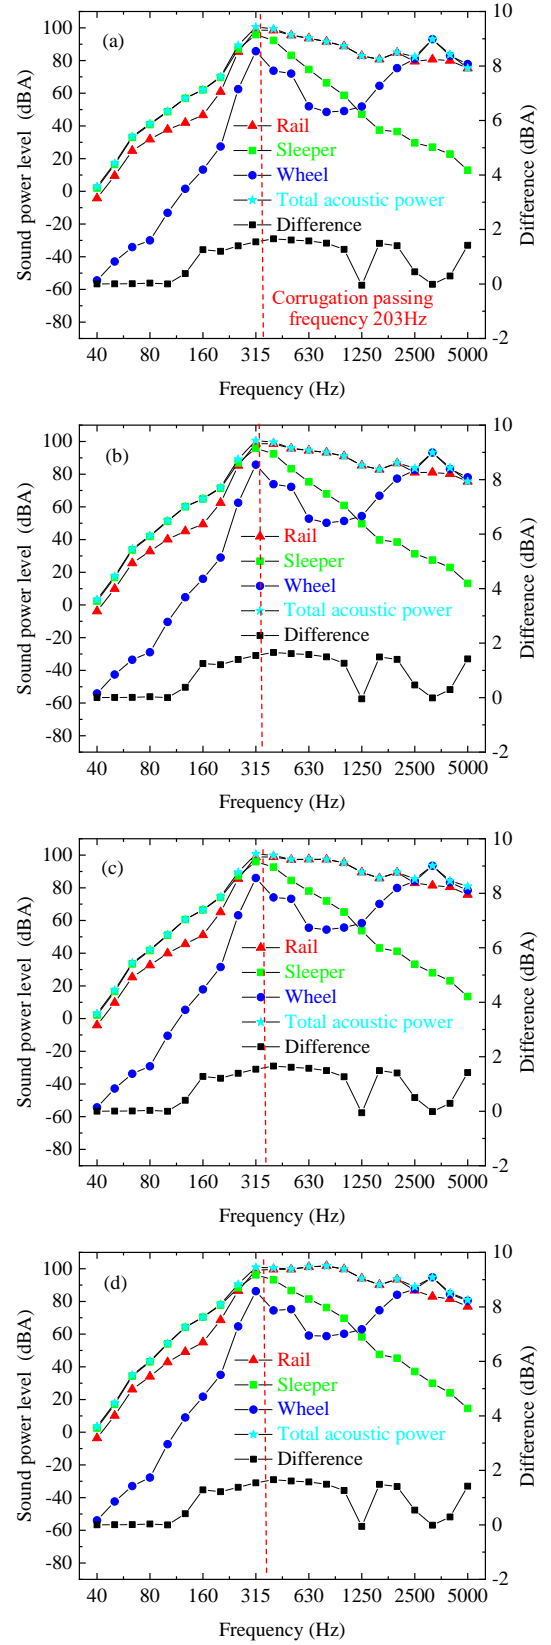 (a)
100
80
60
40
20
0
-20
-40
-60
-80
10
8
6
4
2
0
-2
Sound power level (dBA)
Difference (dBA)
Rail
Sleeper
Wheel
Total acoustic power
Difference
Corrugation passing
frequency 203Hz
40 80 160 315 630 1250 2500 5000
Frequency (Hz)
(b)
100
80
60
40
20
0
-20
-40
-60
-80
10
8
6
4
2
0
-2
Sound power level (dBA)
Difference (dBA)
Rail
Sleeper
Wheel
Total acoustic power
Difference
40 80 160 315 630 1250 2500 5000
Frequency (Hz)
(c)
100
80
60
40
20
0
-20
-40
-60
-80
10
8
6
4
2
0
-2
Sound power level (dBA)
Difference (dBA)
Rail
Sleeper
Wheel
Total acoustic power
Difference
40 80 160 315 630 1250 2500 5000
Frequency (Hz)
(d)
100
80
60
40
20
0
-20
-40
-60
-80
10
8
6
4
2
0
-2
Sound power level (dBA)
Difference (dBA)
Rail
Sleeper
Wheel
Total acoustic power
Difference
40 80 160 315 630 1250 2500 5000
Frequency (Hz)